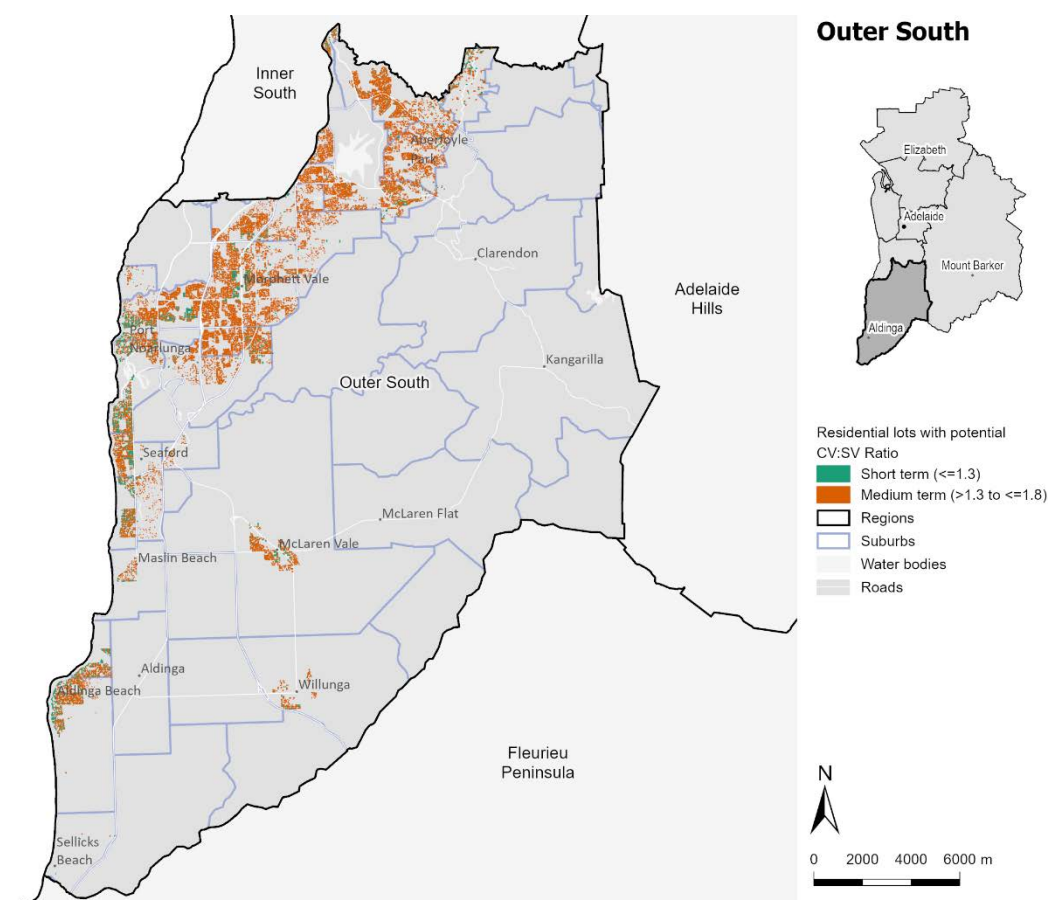 Outer South
Inner
South
Aberfoyle
Park
Clarendon
Morphett Vale
Adelaide
Hills
Port
Noarlunga
Kangarilla
Outer South
Seaford
McLaren Flat
McLaren Vale
Maslin Beach
Aldinga
Aldinga Beach
Willunga
Fleurieu
Peninsula
Sellicks
Beach
Elizabeth
Adelaide
Mount Barker
Aldinga
Residential lots with potential
CV:SV Ratio
Short term (<=1.3)
Medium term (>1.3 to <=1.8)
Regions
Suburbs
Water bodies
Roads
N
0 2000 4000 6000 m